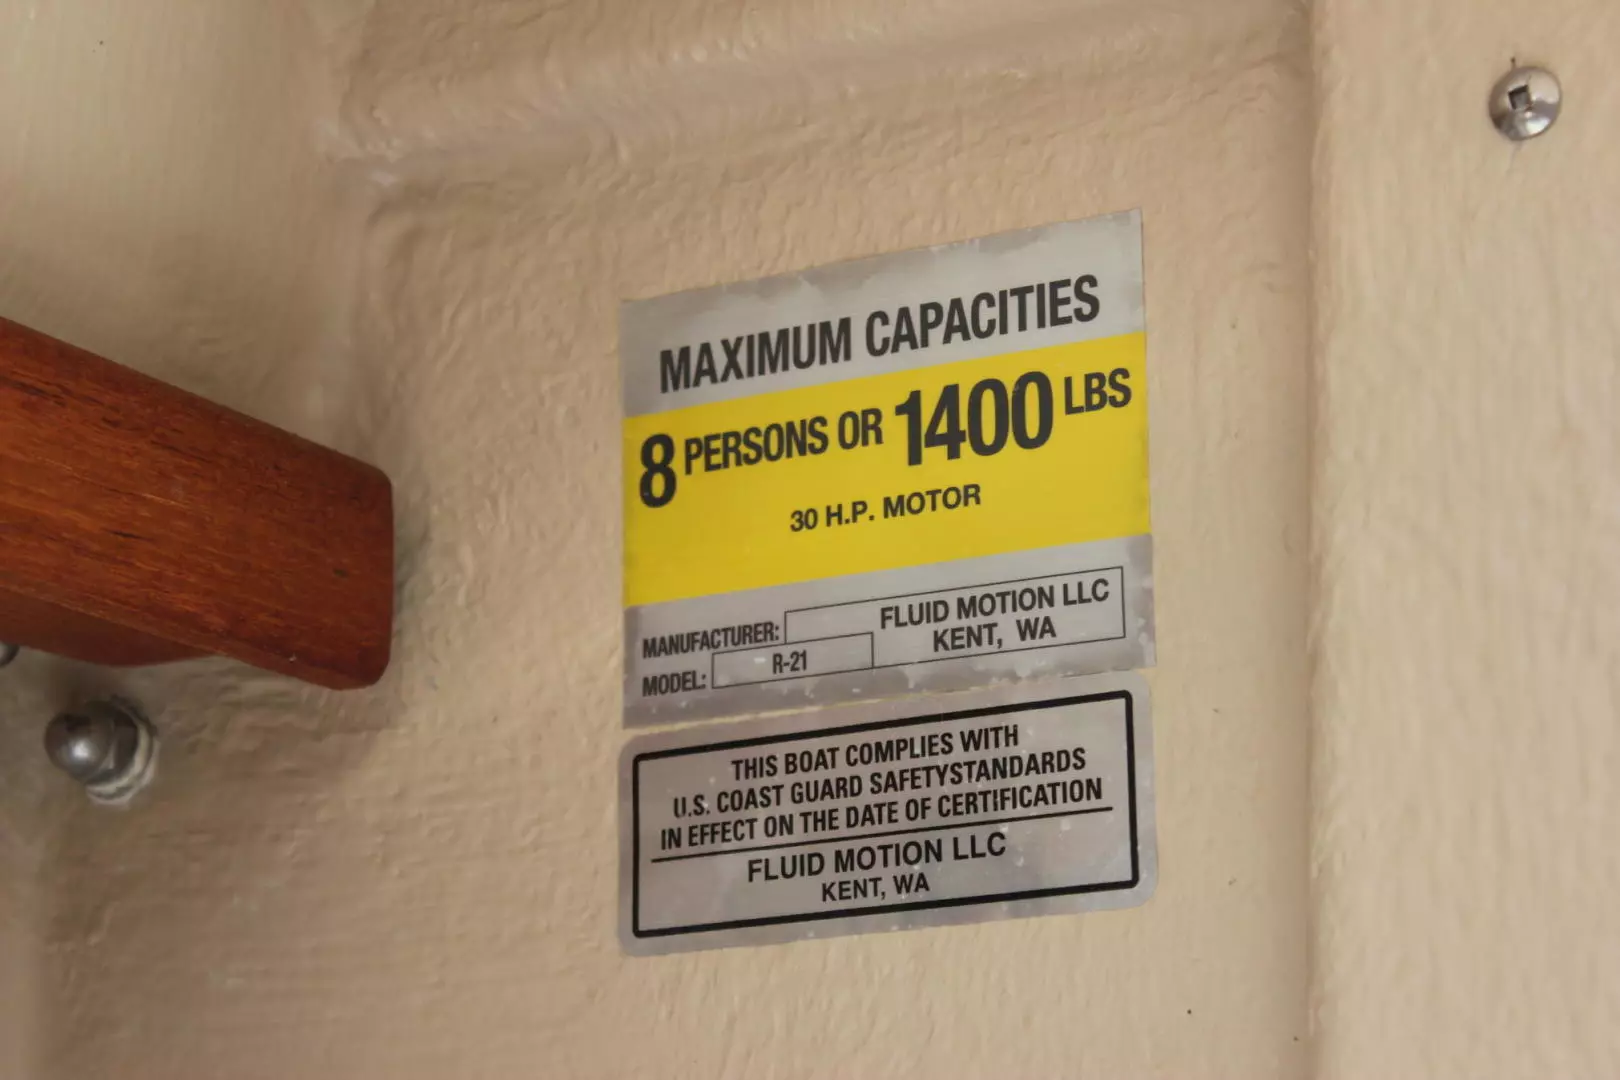 MAXIMUM CAPACITIES
8 PERSONS OR 1400 LBS
30 H.P. MOTOR
MANUFACTURER: FLUID MOTION LLC
KENT, WA
MODEL: R-21
THIS BOAT COMPLIES WITH
U.S. COAST GUARD SAFETYSTANDARDS
IN EFFECT ON THE DATE OF CERTIFICATION
FLUID MOTION LLC
KENT, WA